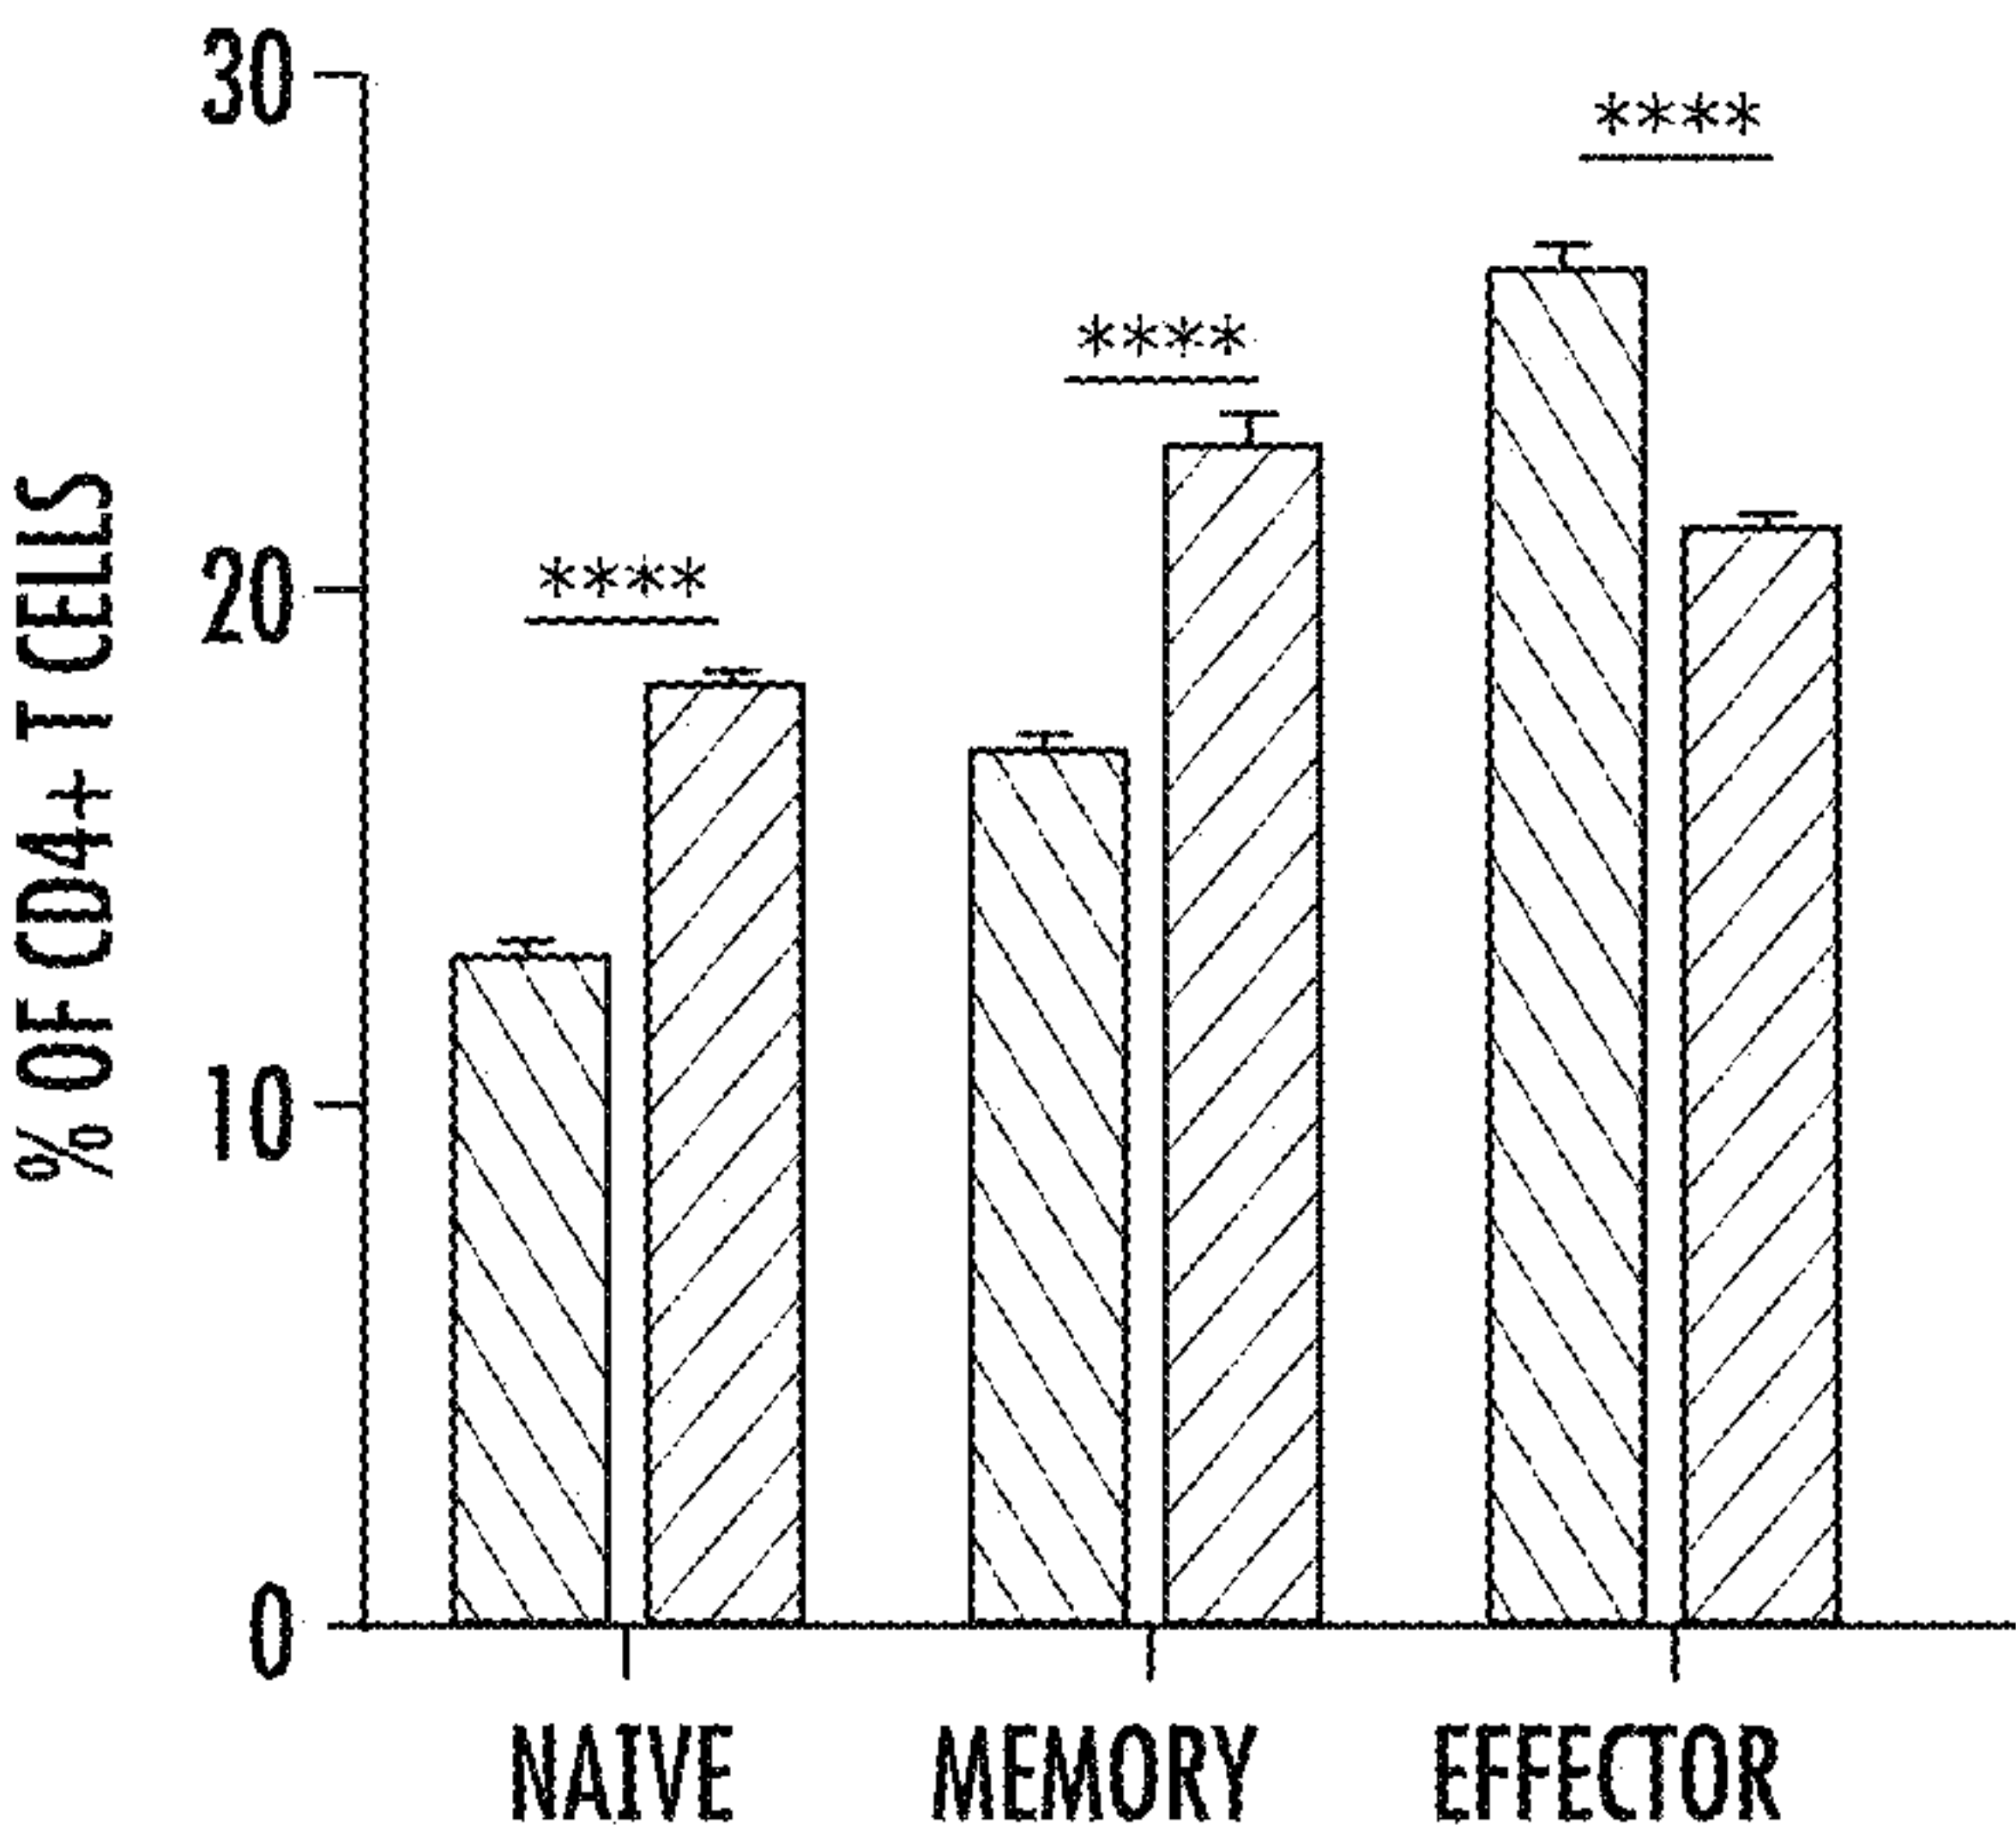 % OF CD4+ T CELLS
30
20
10
0
****
****
****
NAIVE
MEMORY
EFFECTOR